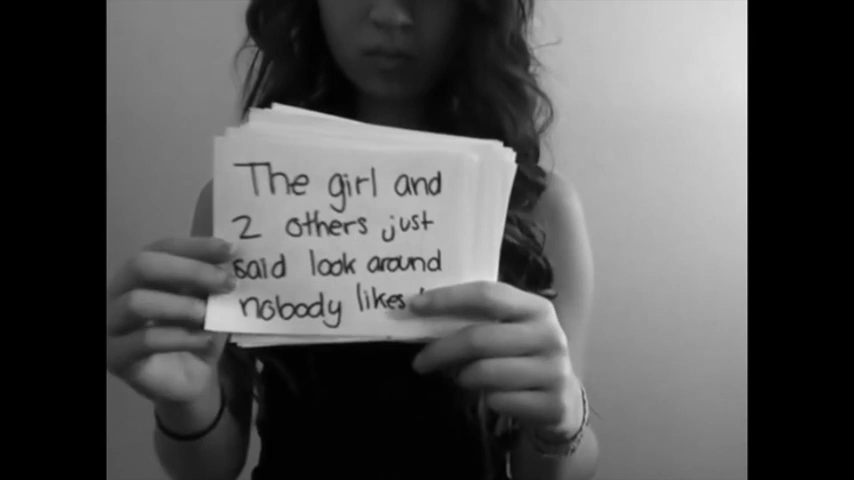 The girl and
2 others just
said look around
nobody likes